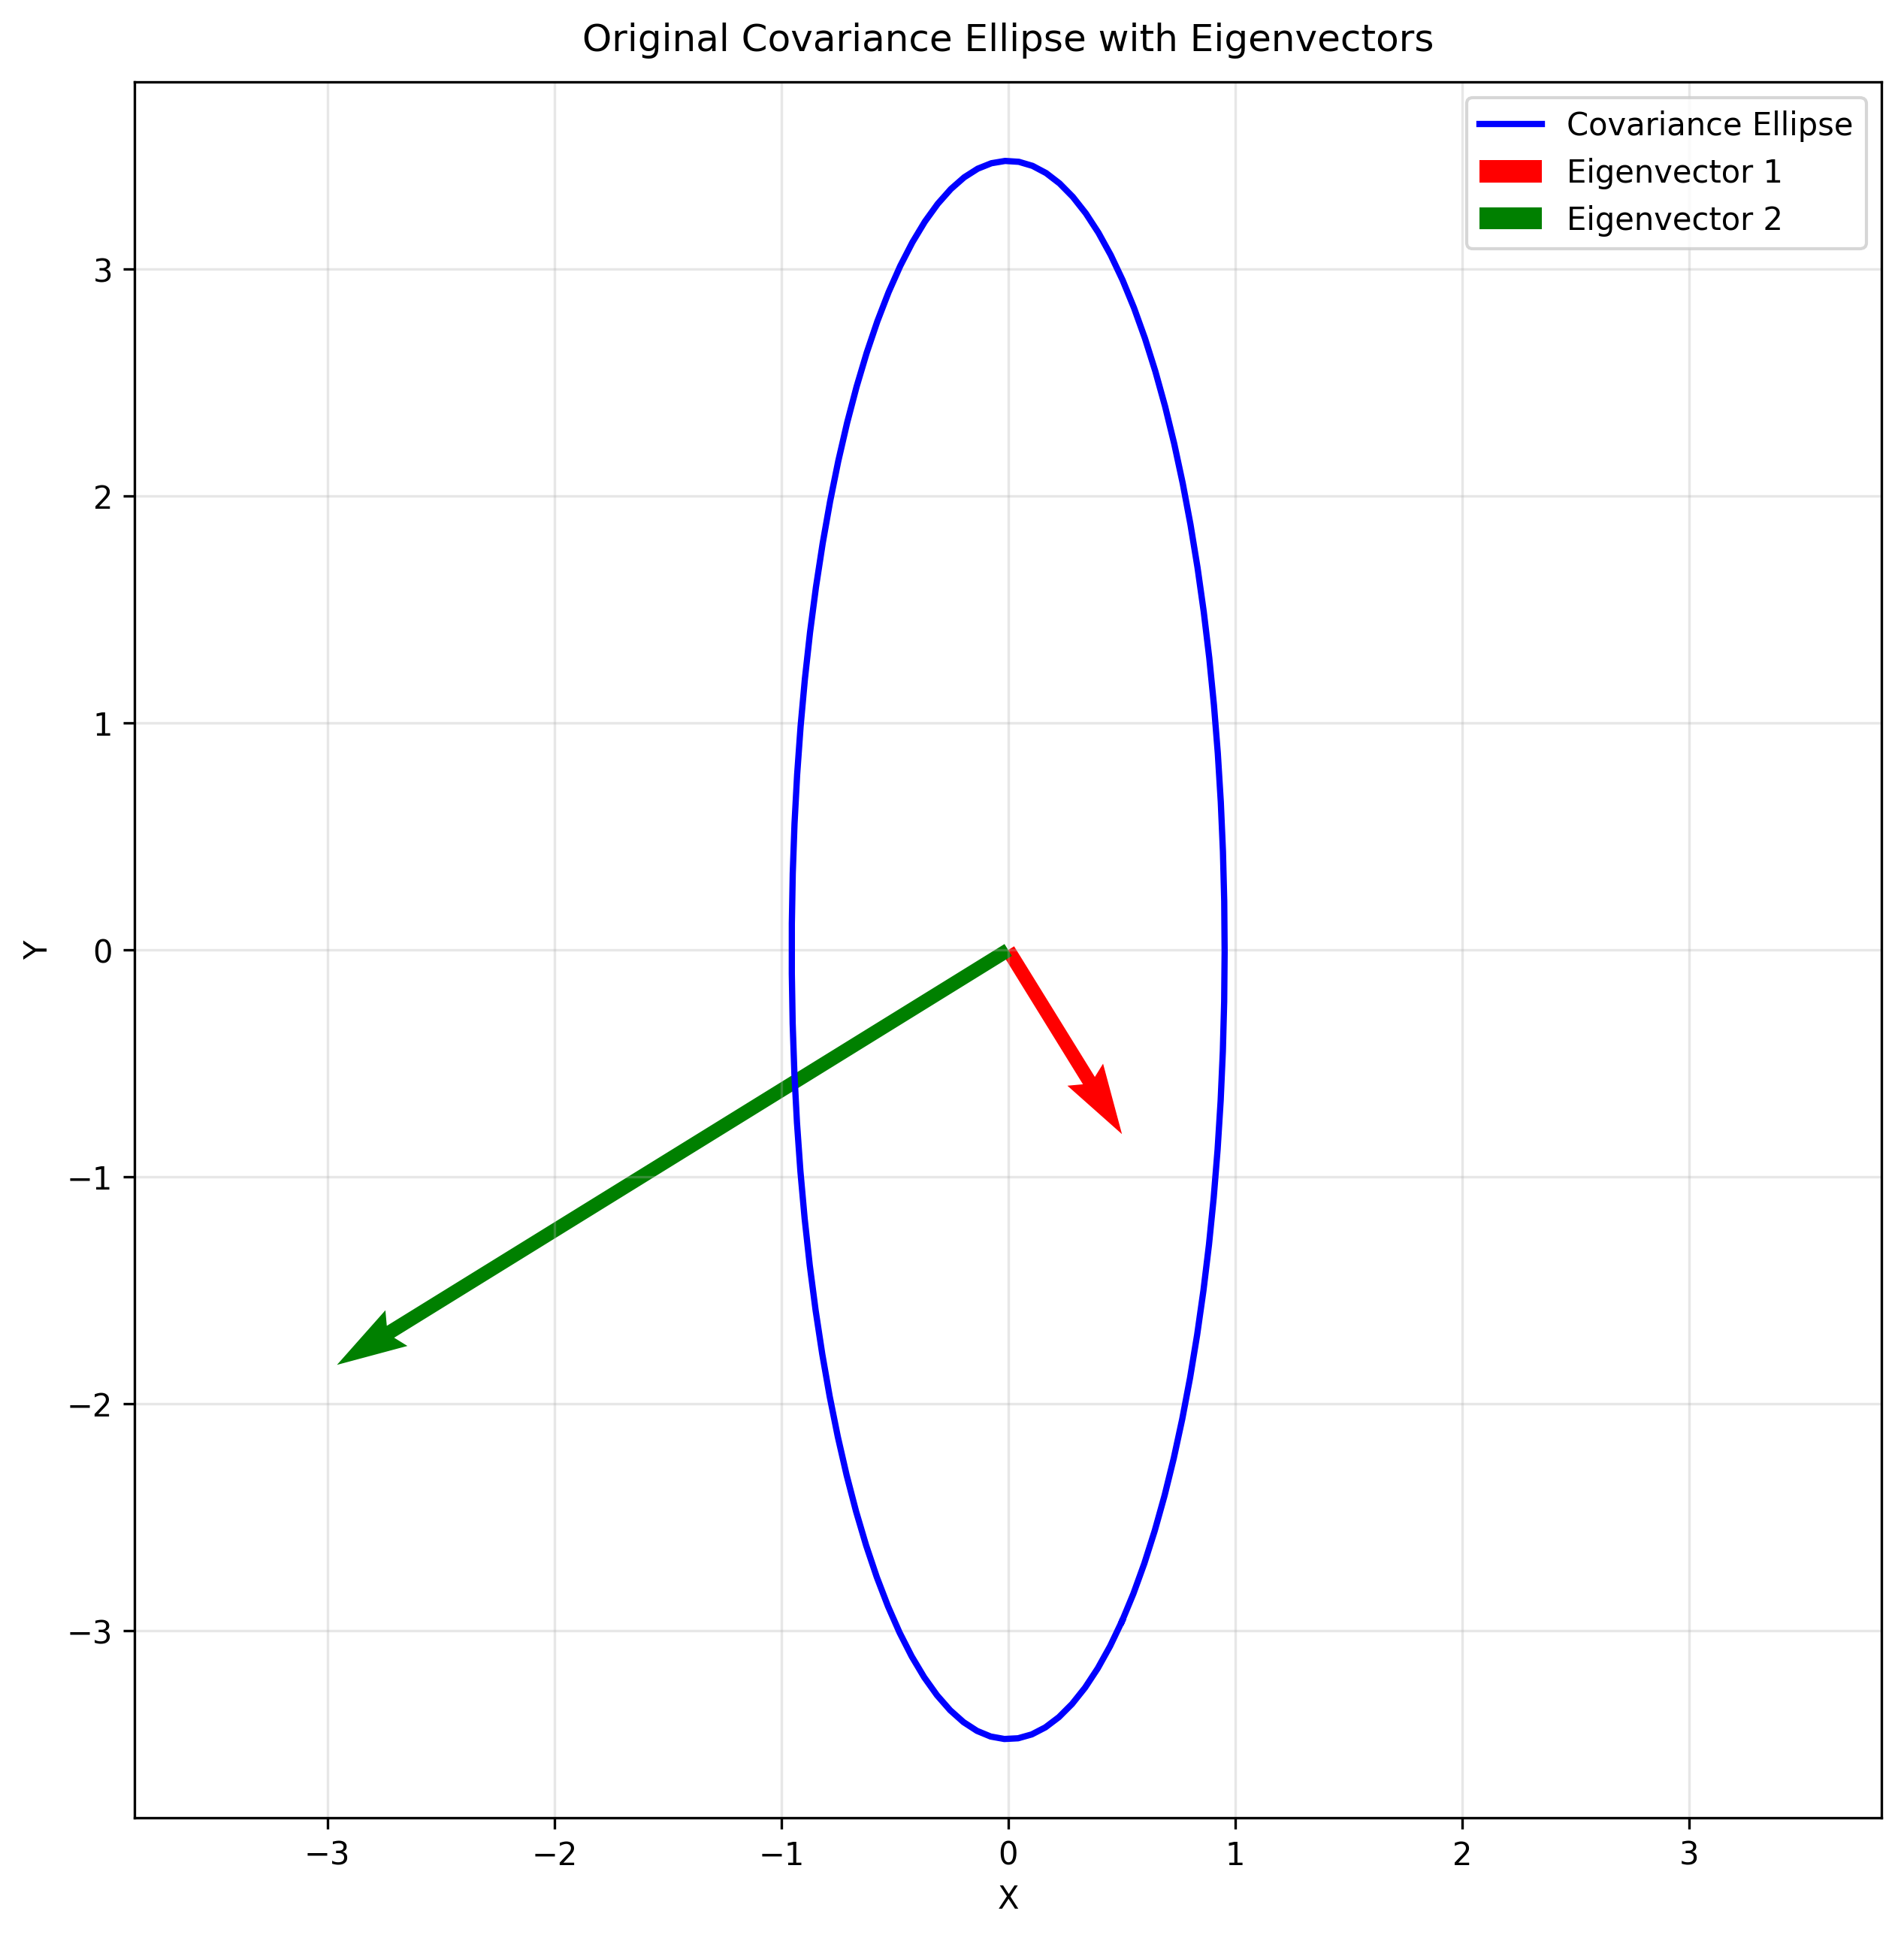 Original Covariance Ellipse with Eigenvectors
Covariance Ellipse
Eigenvector 1
Eigenvector 2
3
2
1
0
−1
−2
−3
Y
−3
−2
−1
0
1
2
3
X